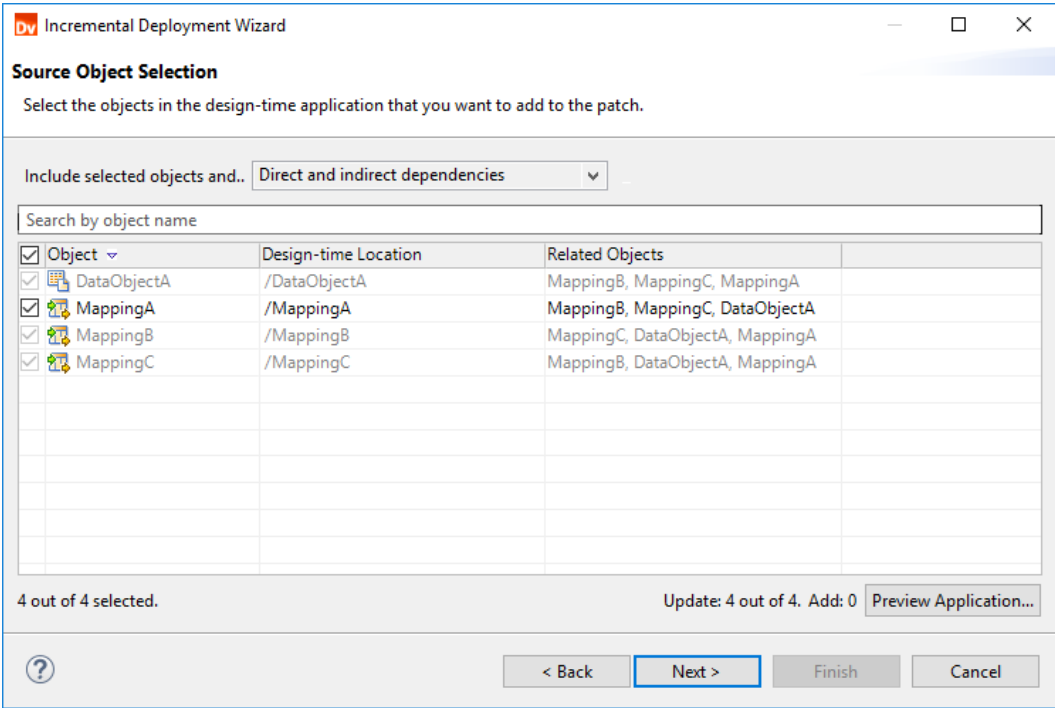 Dv Incremental Deployment Wizard
Source Object Selection
Select the objects in the design-time application that you want to add to the patch.
Include selected objects and.. Direct and indirect dependencies
Search by object name
Object Design-time Location Related Objects
DataObjectA /DataObjectA MappingB, MappingC, MappingA
MappingA /MappingA MappingB, MappingC, DataObjectA
MappingB /MappingB MappingC, DataObjectA, MappingA
MappingC /MappingC MappingB, DataObjectA, MappingA
4 out of 4 selected. Update: 4 out of 4. Add: 0 Preview Application...
? < Back Next > Finish Cancel